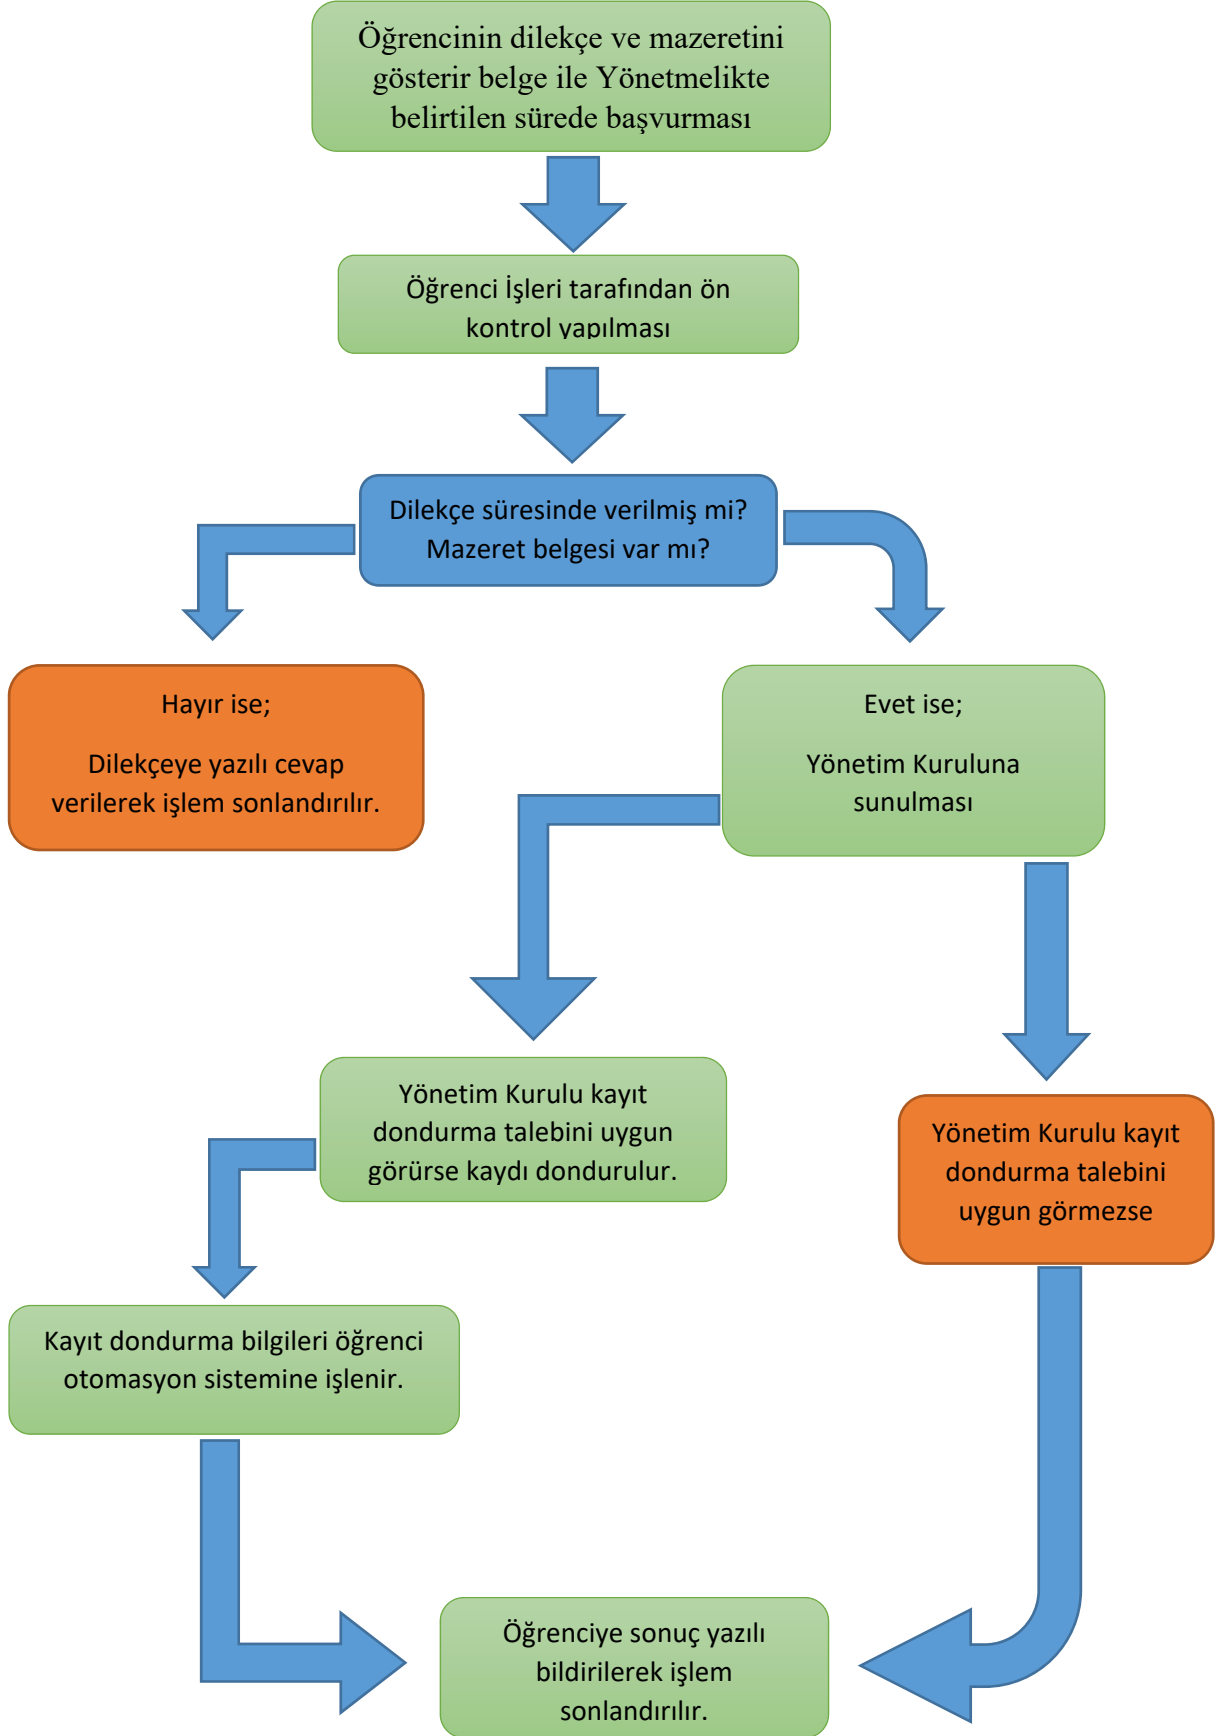 Öğrencinin dilekçe ve mazeretini
gösterir belge ile Yönetmelikte
belirtilen sürede başvurması
Öğrenci İşleri tarafından ön
kontrol yapılması
Dilekçe süresinde verilmiş mi?
Mazeret belgesi var mı?
Hayır ise;
Dilekçeye yazılı cevap
verilerek işlem sonlandırılır.
Evet ise;
Yönetim Kuruluna
sunulması
Yönetim Kurulu kayıt
dondurma talebini uygun
görürse kaydı dondurulur.
Yönetim Kurulu kayıt
dondurma talebini
uygun görmezse
Kayıt dondurma bilgileri öğrenci
otomasyon sistemine işlenir.
Öğrenciye sonuç yazılı
bildirilerek işlem
sonlandırılır.